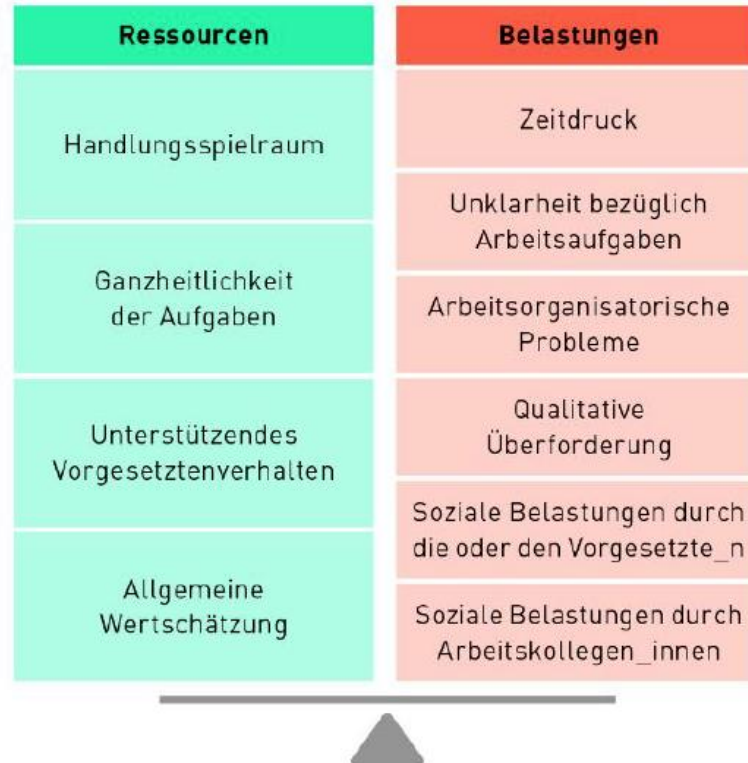 Ressourcen
Handlungsspielraum
Ganzheitlichkeit
der Aufgaben
Unterstützendes
Vorgesetztenverhalten
Allgemeine
Wertschätzung
Belastungen
Zeitdruck
Unklarheit bezüglich
Arbeitsaufgaben
Arbeitsorganisatorische
Probleme
Qualitative
Überforderung
Soziale Belastungen durch
die oder den Vorgesetzte_n
Soziale Belastungen durch
Arbeitskollegen_innen